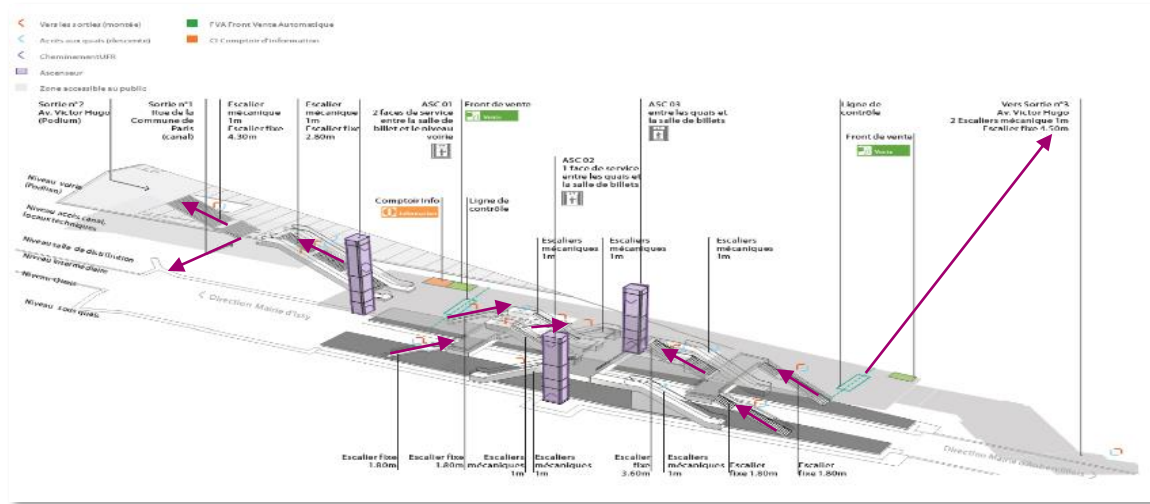 Vers les sorties (montée)
Accès aux quais (descente)
Cheminement UFR
Ascenseur
Zone accessible au public
FVA Front Vente Automatique
CI Comptoir d'Information
Sortie n°2
Av. Victor Hugo
(Podium)
Sortie n°1
Rue de la
Commune de
Paris
(canal)
Escalier
mécanique
1m
Escalier fixe
4.30m
Escalier
mécanique
1m
Escalier fixe
2.80m
ASC 01
2 faces de service
entre la salle de
billet et le niveau
voirie
Front de vente
Vente
ASC 03
entre les quais et
la salle de billets
Ligne de
contrôle
Front de vente
Vente
Vers Sortie n°3
Av. Victor Hugo
2 Escaliers mécanique 1m
Escalier fixe 4.50m
ASC 02
1 face de service
entre les quais et
la salle de billets
Comptoir Info
Information
Ligne de
contrôle
Escaliers
mécaniques
1m
Escaliers
mécaniques
1m
Escaliers
mécaniques
1m
Niveau voirie
(Podium)
Niveau accès canal,
locaux techniques
Niveau salle de distribution
Niveau intermédiaire
Niveau quais
Niveau sous quais
Direction Mairie d'Issy
Direction Mairie
Escalier fixe
1.80m
Escalier fixe
1.80m
Escaliers
mécaniques
1m
Escaliers
mécaniques
1m
Escalier
fixe
3.60m
Escaliers
mécaniques
1m
Escalier
fixe 1.80m
Escalier
fixe 1.80m